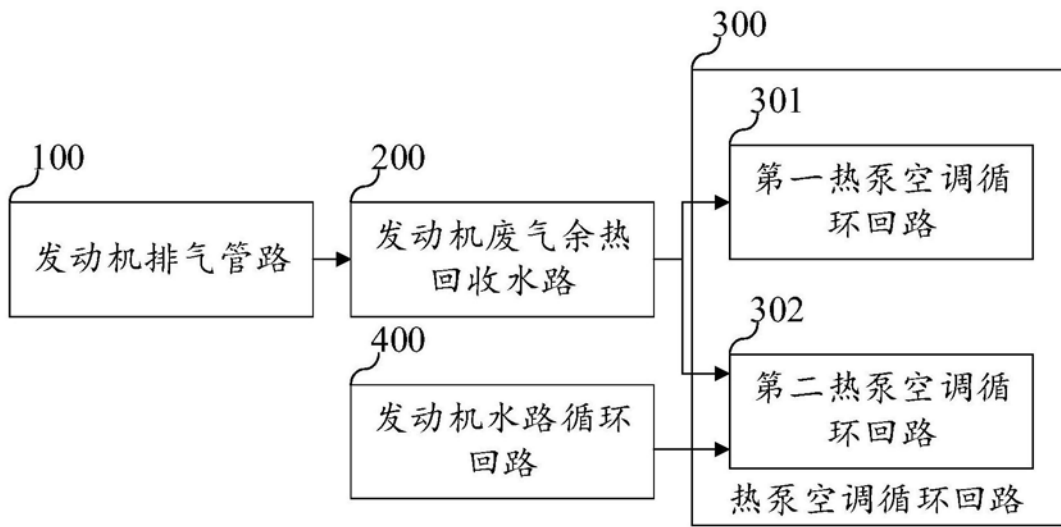 300
301
第一热泵空调循
环回路
100
发动机排气管路
200
发动机废气余热
回收水路
302
第二热泵空调循
环回路
400
发动机水路循环
回路
热泵空调循环回路